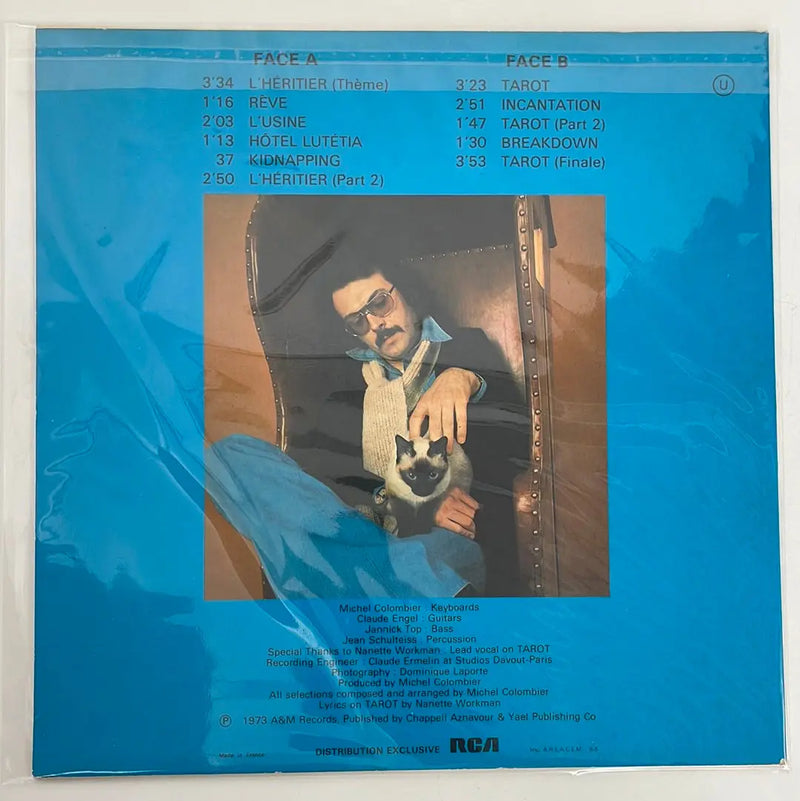 FACE A
3'34 L'HÉRITIER (Thème)
1'16 RÊVE
2'03 L'USINE
1'13 HÔTEL LUTÉTIA
37 KIDNAPPING
2'50 L'HÉRITIER (Part 2)
FACE B
3'23 TAROT
2'51 INCANTATION
1'47 TAROT (Part 2)
1'30 BREAKDOWN
3'53 TAROT (Finale)
U
Michel Colombier : Keyboards
Claude Engel : Guitars
Jannick Top : Bass
Jean Schulteiss : Percussion
Special Thanks to Nanette Workman : Lead vocal on TAROT
Recording Engineer : Claude Ermelin at Studios Davout-Paris
Photography : Dominique Laporte
Produced by Michel Colombier
All selections composed and arranged by Michel Colombier
Lyrics on TAROT by Nanette Workman
Ⓟ 1973 A&M Records, Published by Chappell Aznavour & Yael Publishing Co
Made in France
DISTRIBUTION EXCLUSIVE RCA